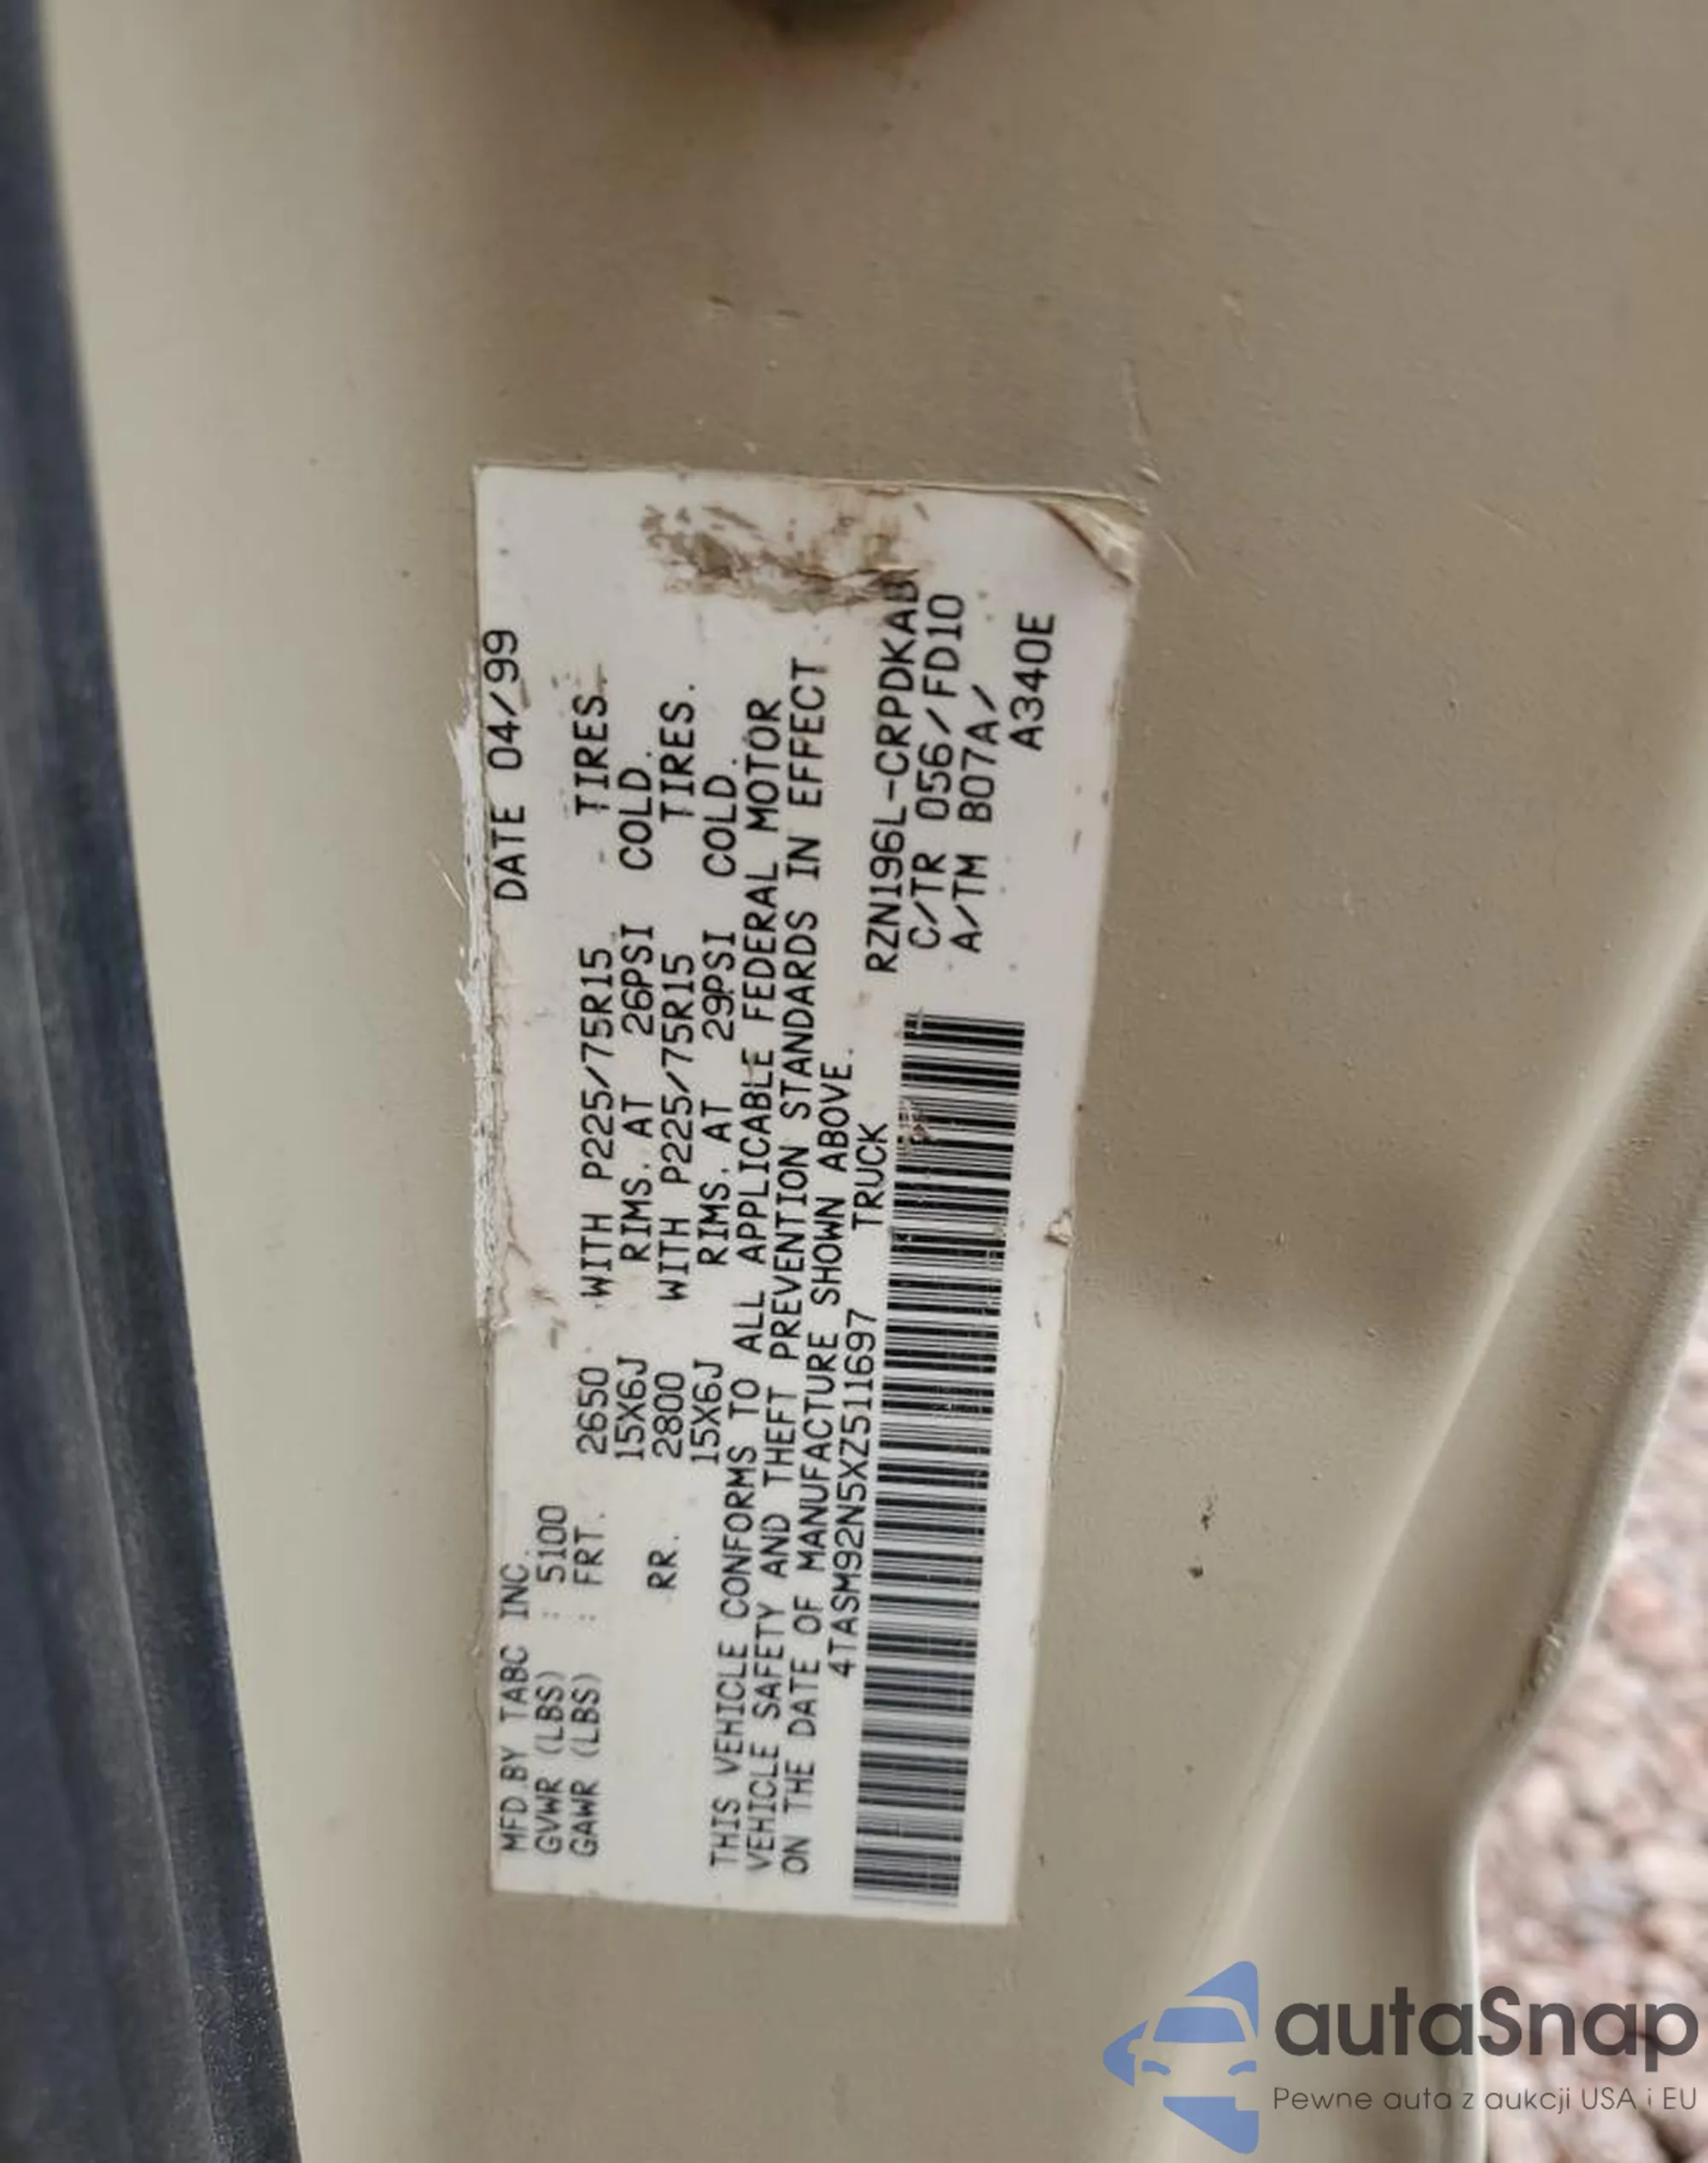 MFD.BY TABC INC. DATE 04/99
GVWR (LBS) : 5100
GAWR (LBS) : FRT. 2650 WITH P225/75R15 TIRES.
15X6J RIMS. AT 26PSI COLD.
RR. 2800 WITH P225/75R15 TIRES.
15X6J RIMS. AT 29PSI COLD.
THIS VEHICLE CONFORMS TO ALL APPLICABLE FEDERAL MOTOR
VEHICLE SAFETY AND THEFT PREVENTION STANDARDS IN EFFECT
ON THE DATE OF MANUFACTURE SHOWN ABOVE.
4TASM92N5XZ511697 TRUCK
RZN196L-CRPDKAB
C/TR 056/FD10
A/TM B07A/
A340E
autaSnap
Pewne auta z aukcji USA i EU